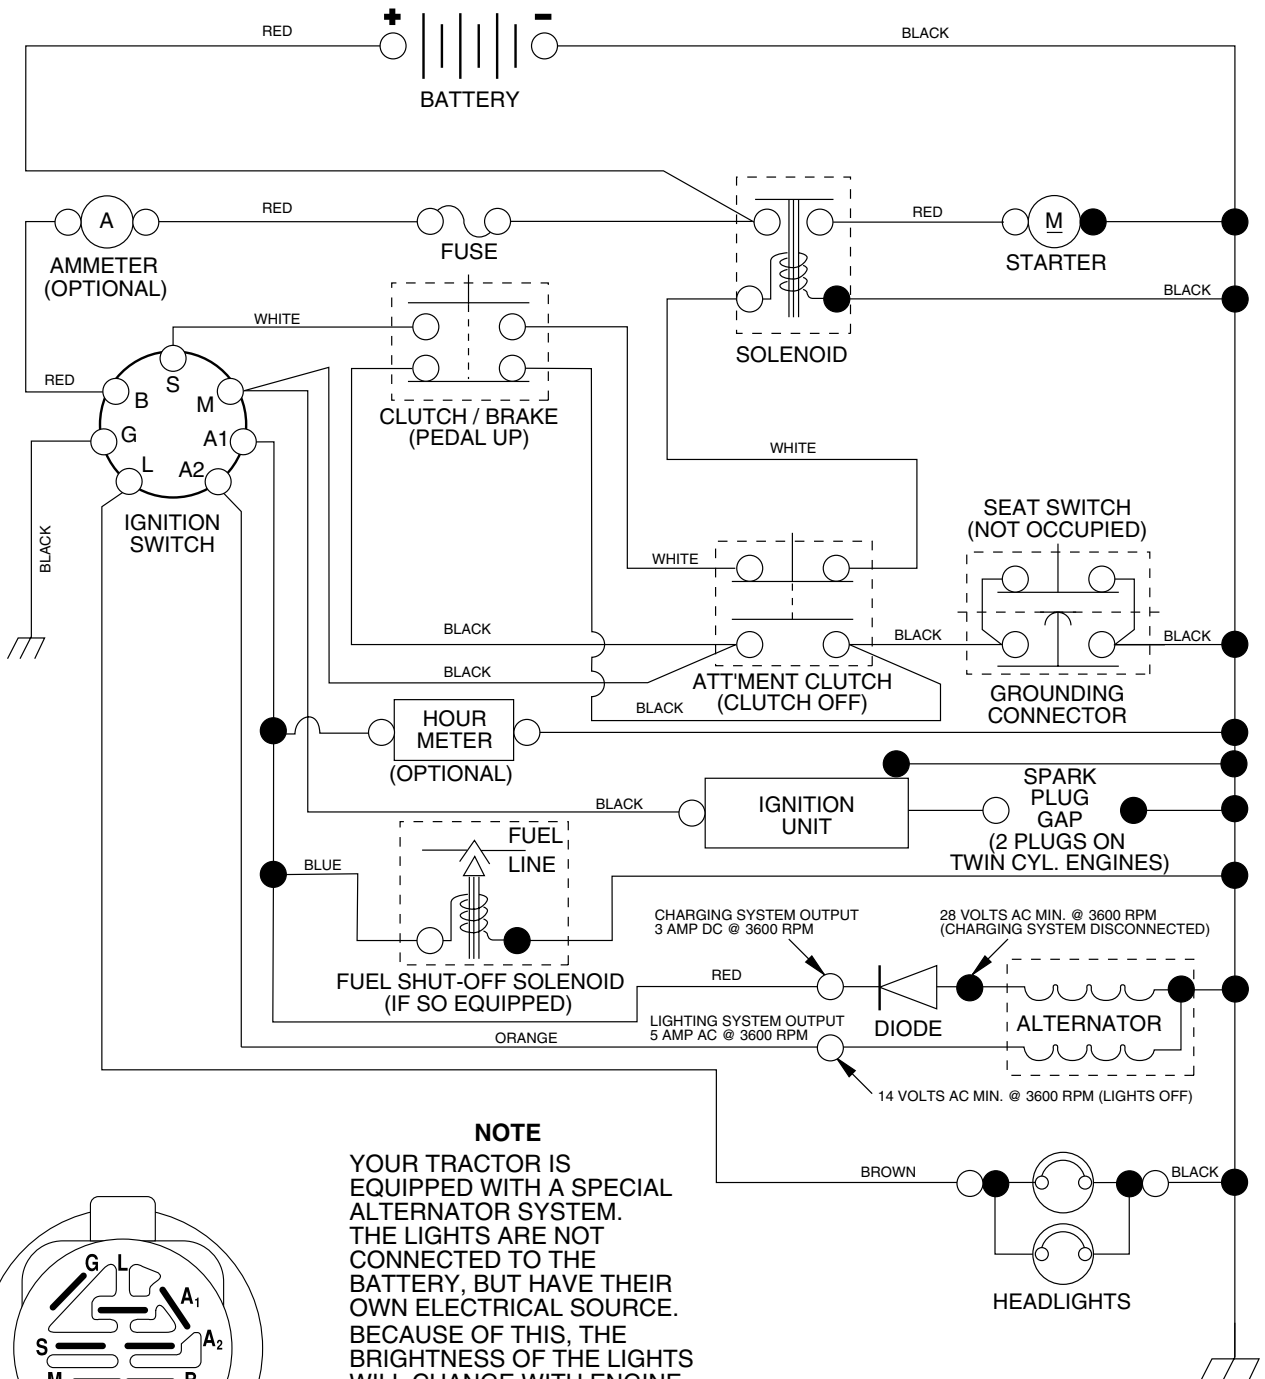 +
-
RED
BLACK
BATTERY
A
RED
FUSE
AMMETER
(OPTIONAL)
RED
M
STARTER
BLACK
SOLENOID
WHITE
CLUTCH / BRAKE
(PEDAL UP)
RED
S
B
M
G
A1
L
A2
IGNITION
SWITCH
BLACK
WHITE
SEAT SWITCH
(NOT OCCUPIED)
WHITE
BLACK
BLACK
BLACK
BLACK
ATT'MENT CLUTCH
(CLUTCH OFF)
BLACK
GROUNDING
CONNECTOR
HOUR
METER
(OPTIONAL)
BLACK
IGNITION
UNIT
SPARK
PLUG
GAP
(2 PLUGS ON
TWIN CYL. ENGINES)
BLUE
FUEL
LINE
FUEL SHUT-OFF SOLENOID
(IF SO EQUIPPED)
CHARGING SYSTEM OUTPUT
3 AMP DC @ 3600 RPM
28 VOLTS AC MIN. @ 3600 RPM
(CHARGING SYSTEM DISCONNECTED)
RED
DIODE
ALTERNATOR
LIGHTING SYSTEM OUTPUT
5 AMP AC @ 3600 RPM
ORANGE
14 VOLTS AC MIN. @ 3600 RPM (LIGHTS OFF)
BROWN
BLACK
HEADLIGHTS
NOTE
YOUR TRACTOR IS
EQUIPPED WITH A SPECIAL
ALTERNATOR SYSTEM.
THE LIGHTS ARE NOT
CONNECTED TO THE
BATTERY, BUT HAVE THEIR
OWN ELECTRICAL SOURCE.
BECAUSE OF THIS, THE
BRIGHTNESS OF THE LIGHTS
WILL CHANGE WITH ENGINE
G L
A1
A2
S
M
B